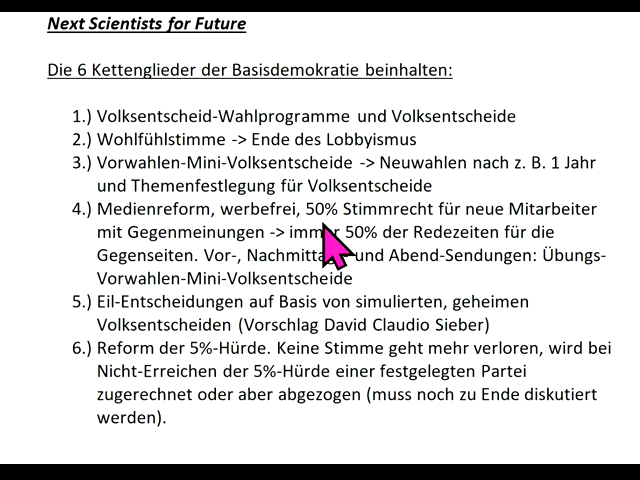 Next Scientists for Future
Die 6 Kettenglieder der Basisdemokratie beinhalten:
1.) Volksentscheid-Wahlprogramme und Volksentscheide
2.) Wohlfühlstimme -> Ende des Lobbyismus
3.) Vorwahlen-Mini-Volksentscheide -> Neuwahlen nach z. B. 1 Jahr
und Themenfestlegung für Volksentscheide
4.) Medienreform, werbefrei, 50% Stimmrecht für neue Mitarbeiter
mit Gegenmeinungen -> immer 50% der Redezeiten für die
Gegenseiten. Vor-, Nachmittag- und Abend-Sendungen: Übungs-
Vorwahlen-Mini-Volksentscheide
5.) Eil-Entscheidungen auf Basis von simulierten, geheimen
Volksentscheiden (Vorschlag David Claudio Sieber)
6.) Reform der 5%-Hürde. Keine Stimme geht mehr verloren, wird bei
Nicht-Erreichen der 5%-Hürde einer festgelegten Partei
zugerechnet oder aber abgezogen (muss noch zu Ende diskutiert
werden).